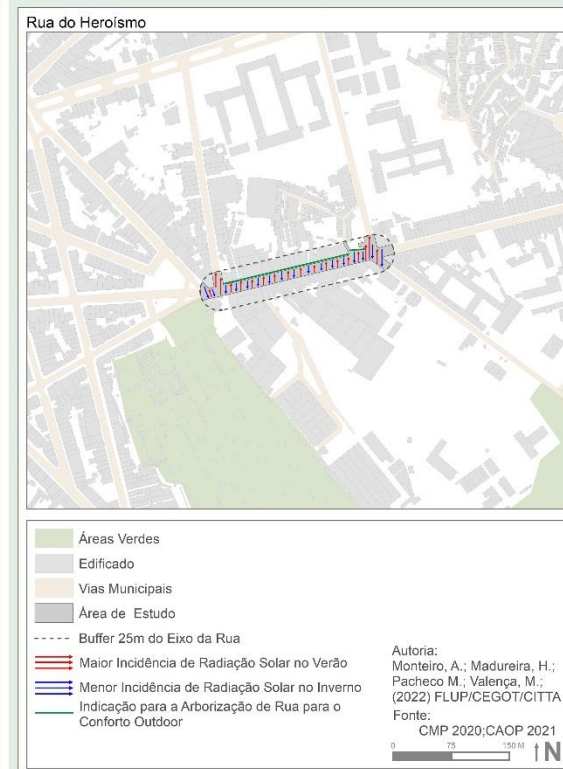 Rua do Heroísmo
Áreas Verdes
Edificado
Vias Municipais
Área de Estudo
Buffer 25m do Eixo da Rua
Maior Incidência de Radiação Solar no Verão
Menor Incidência de Radiação Solar no Inverno
Indicação para a Arborização de Rua para o
Conforto Outdoor
Autoria:
Monteiro, A.; Madureira, H.;
Pacheco M.; Valença, M.;
(2022) FLUP/CEGOT/CITTA
Fonte:
CMP 2020;CAOP 2021
0 75 150 M
N